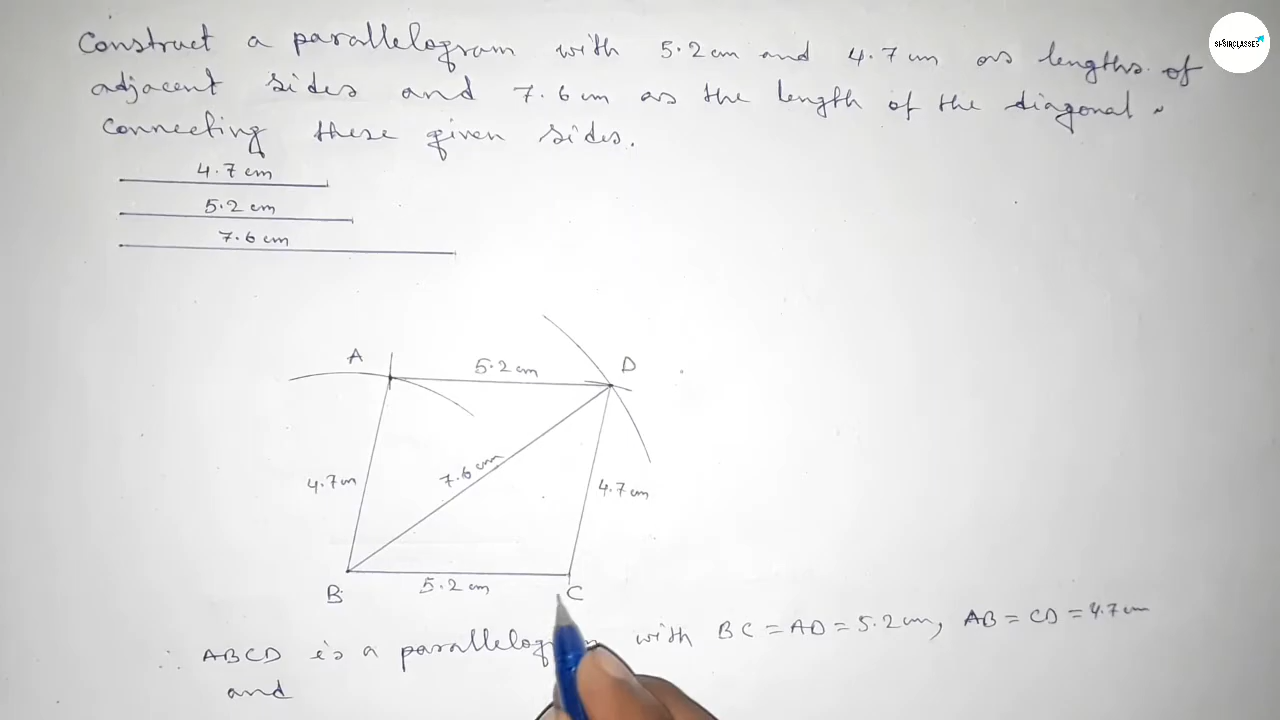 SHSIRCLASSES
Construct a parallelogram with 5.2 cm and 4.7 cm as lengths of
adjacent sides and 7.6 cm as the length of the diagonal
connecting these given sides.
4.7 cm
5.2 cm
7.6 cm
A
5.2 cm
D
4.7 cm
7.6 cm
4.7 cm
B
5.2 cm
C
∴ ABCD is a parallelog with BC = AD = 5.2 cm, AB = CD = 4.7 cm
and